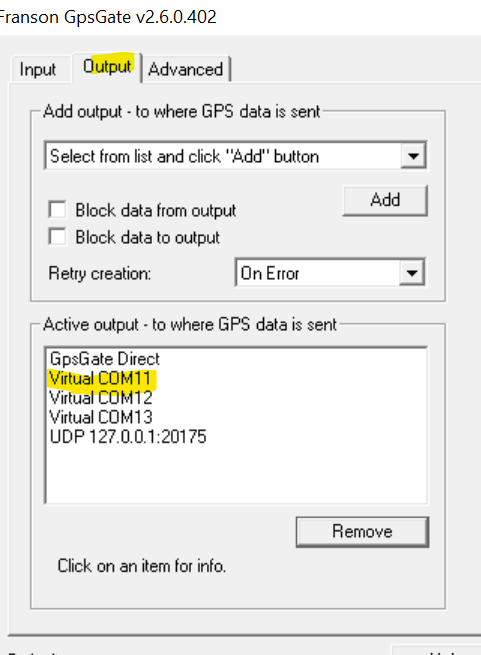 Franson GpsGate v2.6.0.402
Input Output Advanced
Add output - to where GPS data is sent
Select from list and click "Add" button
Add
Block data from output
Block data to output
Retry creation: On Error
Active output - to where GPS data is sent
GpsGate Direct
Virtual COM11
Virtual COM12
Virtual COM13
UDP 127.0.0.1:20175
Remove
Click on an item for info.